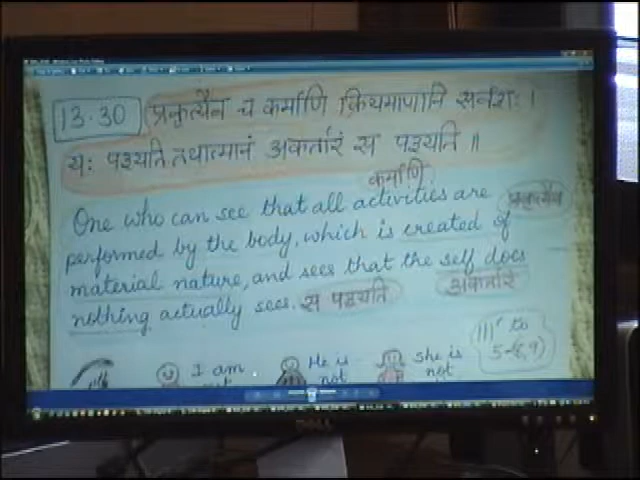 13.30 प्रकृत्यैव च कर्माणि क्रियमाणानि सर्वशः ।
यः पश्यति तथात्मानं अकर्तारं स पश्यति ॥
कर्माणि
One who can see that all activities are
प्रकृत्यैव
performed by the body, which is created of
material nature, and sees that the self does
अकर्तारं
nothing actually sees. स पश्यति
||r to
5-(8,9)
I am
not
He is
not
She is
not
DELL